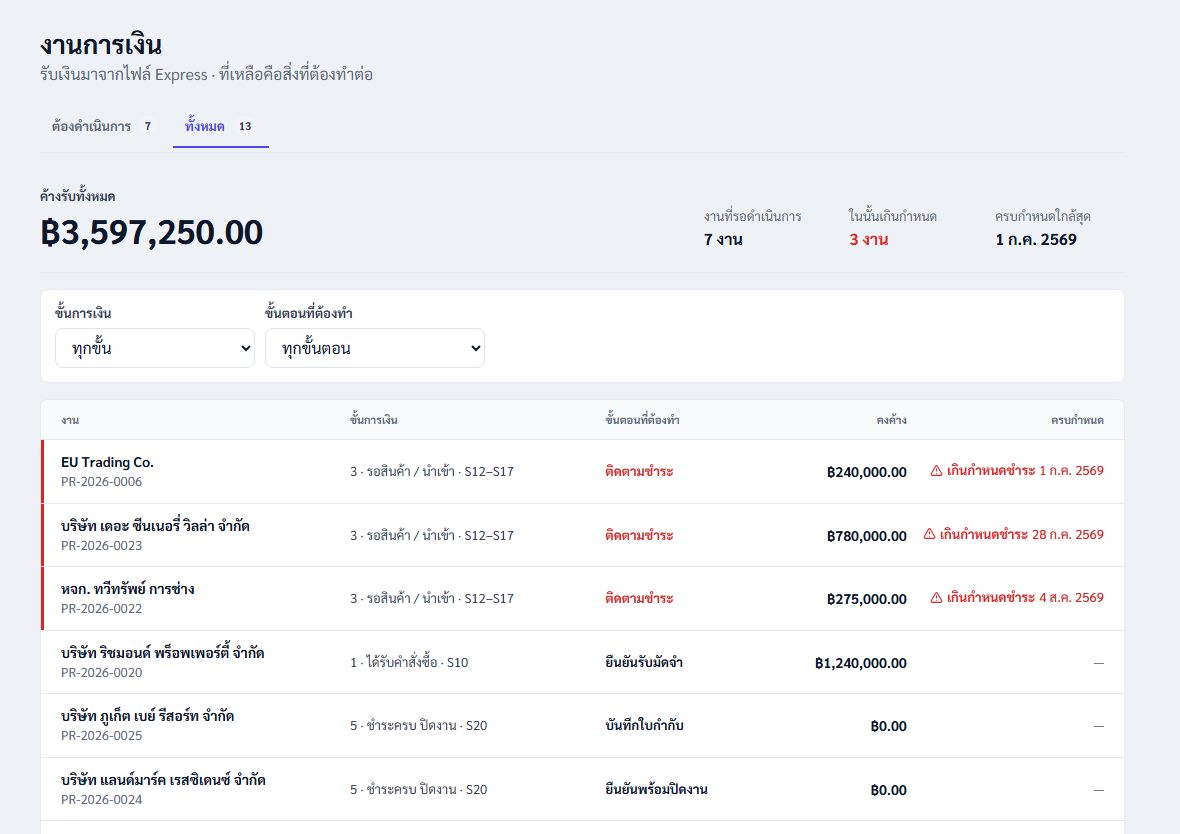 งานการเงิน
รับเงินมาจากไฟล์ Express · ที่เหลือคือสิ่งที่ต้องทำต่อ
ต้องดำเนินการ 7 ทั้งหมด 13
ค้างรับทั้งหมด
฿3,597,250.00
งานที่รอดำเนินการ ในนั้นเกินกำหนด ครบกำหนดใกล้สุด
7 งาน 3 งาน 1 ก.ค. 2569
ขั้นการเงิน ขั้นตอนที่ต้องทำ
ทุกขั้น ทุกขั้นตอน
งาน ขั้นการเงิน ขั้นตอนที่ต้องทำ คงค้าง ครบกำหนด
EU Trading Co.
PR-2026-0006
3 · รอสินค้า / นำเข้า · S12–S17 ติดตามชำระ ฿240,000.00 เกินกำหนดชำระ 1 ก.ค. 2569
บริษัท เดอะ ซีนเนอรี่ วิลล่า จำกัด
PR-2026-0023
3 · รอสินค้า / นำเข้า · S12–S17 ติดตามชำระ ฿780,000.00 เกินกำหนดชำระ 28 ก.ค. 2569
หจก. ทวีทรัพย์ การช่าง
PR-2026-0022
3 · รอสินค้า / นำเข้า · S12–S17 ติดตามชำระ ฿275,000.00 เกินกำหนดชำระ 4 ส.ค. 2569
บริษัท ริชมอนด์ พร็อพเพอร์ตี้ จำกัด
PR-2026-0020
1 · ได้รับคำสั่งซื้อ · S10 ยืนยันรับมัดจำ ฿1,240,000.00 —
บริษัท ภูเก็ต เบย์ รีสอร์ท จำกัด
PR-2026-0025
5 · ชำระครบ ปิดงาน · S20 บันทึกใบกำกับ ฿0.00 —
บริษัท แลนด์มาร์ค เรสซิเดนซ์ จำกัด
PR-2026-0024
5 · ชำระครบ ปิดงาน · S20 ยืนยันพร้อมปิดงาน ฿0.00 —